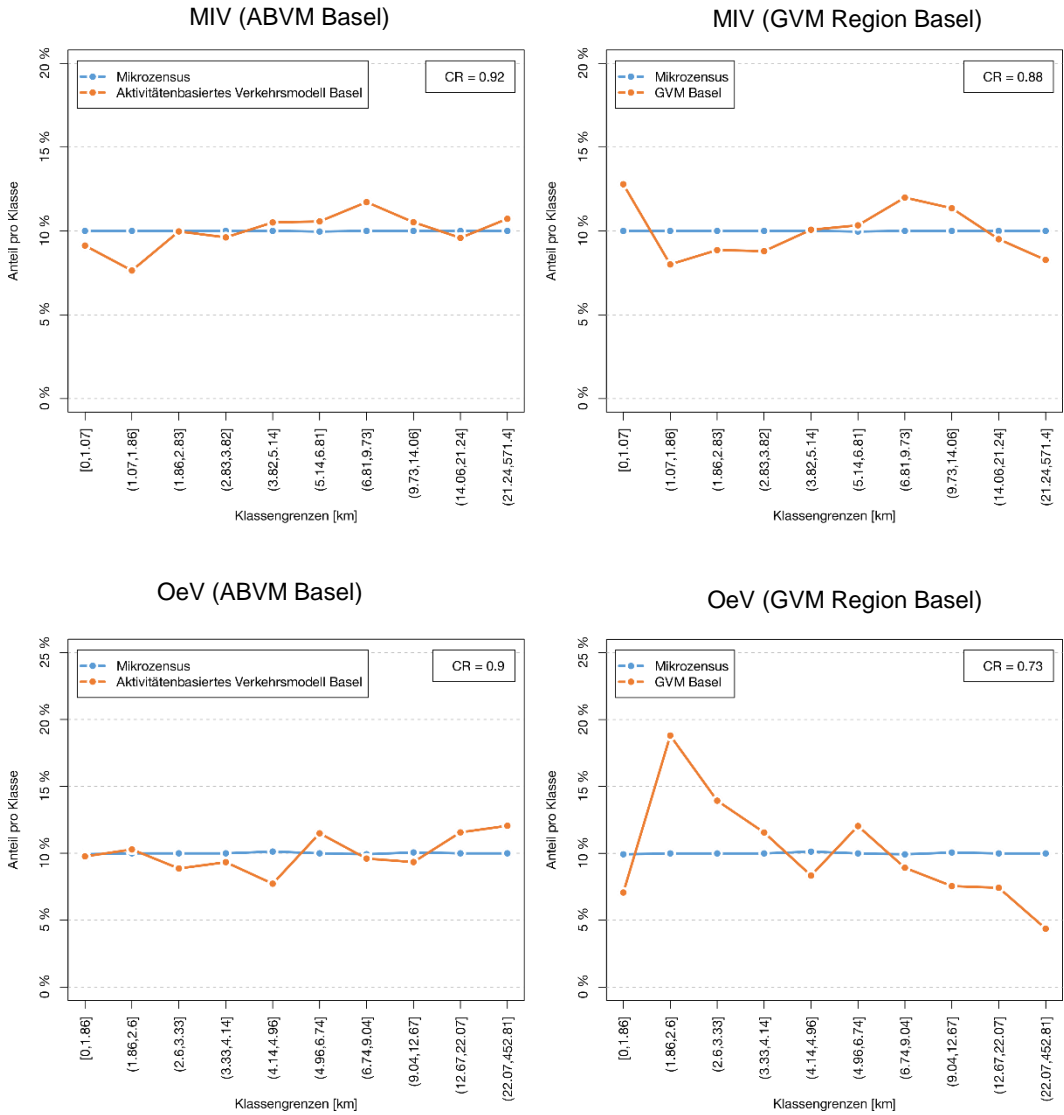 MIV (ABVM Basel)
20 %
15 %
10 %
5 %
0 %
Anteil pro Klasse
Mikrozensus
Aktivitätenbasiertes Verkehrsmodell Basel
CR = 0.92
[0,1.07]
(1.07,1.86]
(1.86,2.83]
(2.83,3.82]
(3.82,5.14]
(5.14,6.81]
(6.81,9.73]
(9.73,14.06]
(14.06,21.24]
(21.24,571.4]
Klassengrenzen [km]
MIV (GVM Region Basel)
20 %
15 %
10 %
5 %
0 %
Anteil pro Klasse
Mikrozensus
GVM Basel
CR = 0.88
[0,1.07]
(1.07,1.86]
(1.86,2.83]
(2.83,3.82]
(3.82,5.14]
(5.14,6.81]
(6.81,9.73]
(9.73,14.06]
(14.06,21.24]
(21.24,571.4]
Klassengrenzen [km]
OeV (ABVM Basel)
25 %
20 %
15 %
10 %
5 %
0 %
Anteil pro Klasse
Mikrozensus
Aktivitätenbasiertes Verkehrsmodell Basel
CR = 0.9
[0,1.86]
(1.86,2.6]
(2.6,3.33]
(3.33,4.14]
(4.14,4.96]
(4.96,6.74]
(6.74,9.04]
(9.04,12.67]
(12.67,22.07]
(22.07,452.81]
Klassengrenzen [km]
OeV (GVM Region Basel)
25 %
20 %
15 %
10 %
5 %
0 %
Anteil pro Klasse
Mikrozensus
GVM Basel
CR = 0.73
[0,1.86]
(1.86,2.6]
(2.6,3.33]
(3.33,4.14]
(4.14,4.96]
(4.96,6.74]
(6.74,9.04]
(9.04,12.67]
(12.67,22.07]
(22.07,452.81]
Klassengrenzen [km]